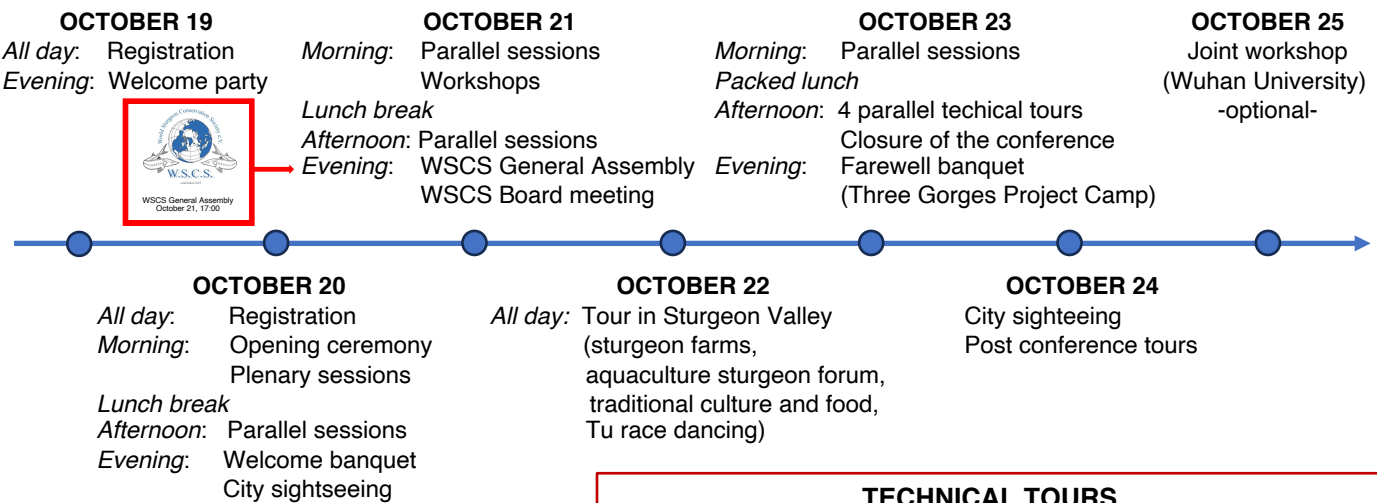 OCTOBER 19
All day: Registration
Evening: Welcome party
World Sturgeon Conservation Society e.V.
W.S.C.S.
WSCS General Assembly
October 21, 17:00
OCTOBER 21
Morning: Parallel sessions
Workshops
Lunch break
Afternoon: Parallel sessions
Evening: WSCS General Assembly
WSCS Board meeting
OCTOBER 23
Morning: Parallel sessions
Packed lunch
Afternoon: 4 parallel techical tours
Closure of the conference
Evening: Farewell banquet
(Three Gorges Project Camp)
OCTOBER 25
Joint workshop
(Wuhan University)
-optional-
OCTOBER 20
All day: Registration
Morning: Opening ceremony
Plenary sessions
Lunch break
Afternoon: Parallel sessions
Evening: Welcome banquet
City sightseeing
OCTOBER 22
All day: Tour in Sturgeon Valley
(sturgeon farms,
aquaculture sturgeon forum,
traditional culture and food,
Tu race dancing)
OCTOBER 24
City sighteeing
Post conference tours
TECHNICAL TOURS